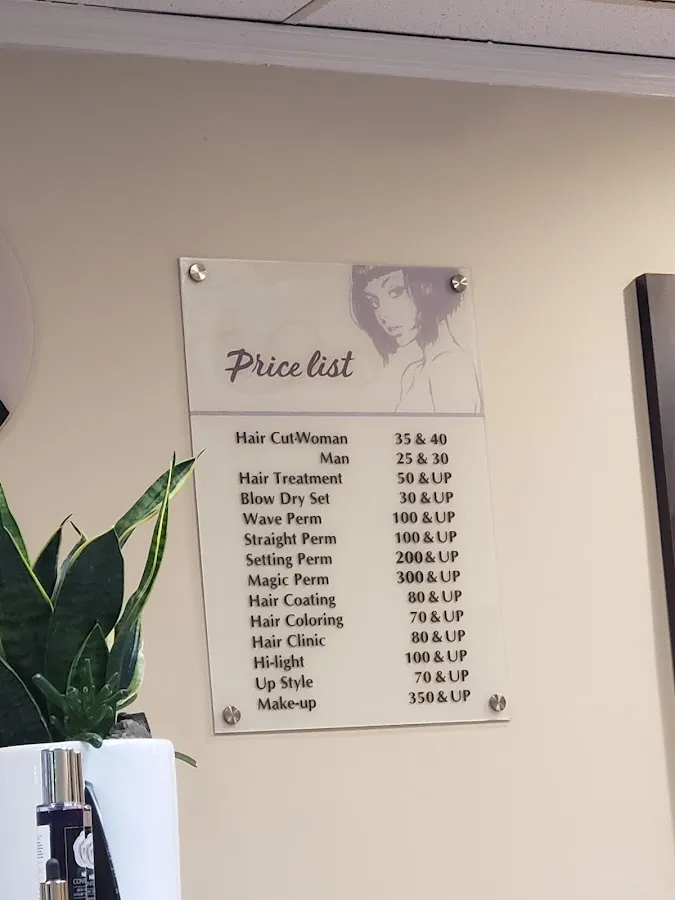 Price list
Hair Cut-Woman 35 & 40
Man 25 & 30
Hair Treatment 50 & UP
Blow Dry Set 30 & UP
Wave Perm 100 & UP
Straight Perm 100 & UP
Setting Perm 200 & UP
Magic Perm 300 & UP
Hair Coating 80 & UP
Hair Coloring 70 & UP
Hair Clinic 80 & UP
Hi-light 100 & UP
Up Style 70 & UP
Make-up 350 & UP